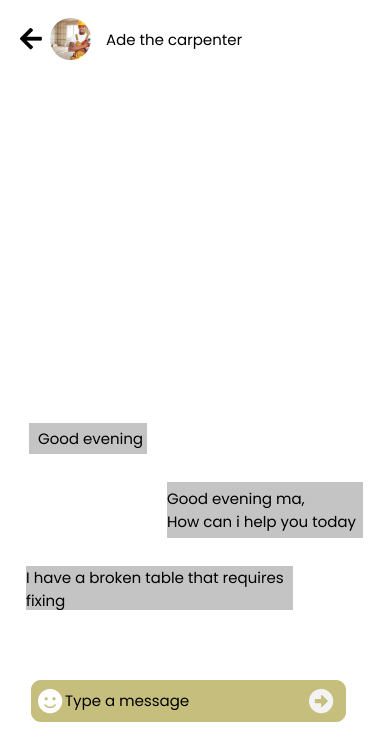 Ade the carpenter
Good evening
Good evening ma,
How can i help you today
I have a broken table that requires
fixing
Type a message